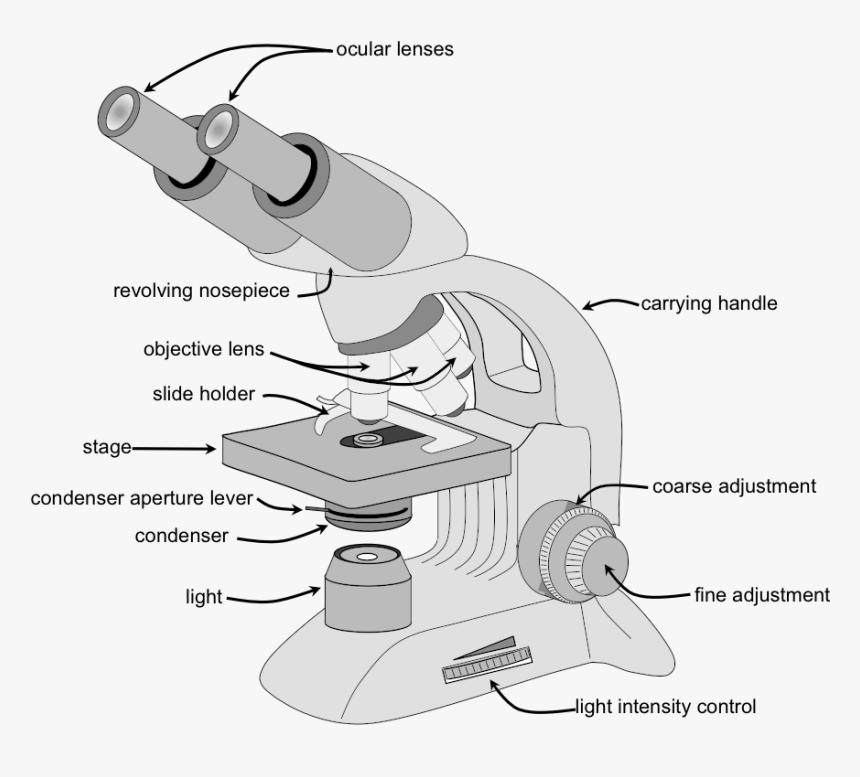 ocular lenses
revolving nosepiece
carrying handle
objective lens
slide holder
stage
coarse adjustment
condenser aperture lever
condenser
light
fine adjustment
light intensity control